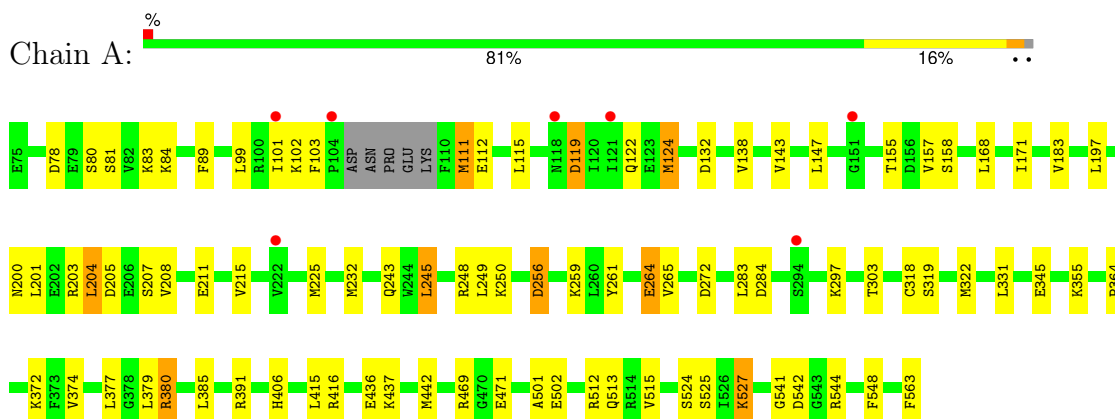 %
Chain A:
81% 16% • •
E75 D78 E79 S80 S81 V82 K83 K84 F89 L99 R100 I101 K102 F103 P104 ASP ASN PRO GLU LYS F110 M111 E112 L115 N118 D119 I120 I121 Q122 E123 M124 D132 V138 V143 L147 G151 T155 D156 V157 S158 L168 I171 V183 L197
N200 L201 E202 R203 L204 D205 E206 S207 V208 E211 V215 V222 M225 M232 Q243 W244 L245 R248 L249 K250 D256 K259 L260 Y261 E264 V265 D272 L283 D284 S294 K297 T303 C318 S319 M322 L331 E345 K355
K372 F373 V374 L377 G378 L379 R380 L385 R391 H406 L415 R416 E436 K437 M442 R469 G470 E471 A501 E502 R512 Q513 R514 V515 S524 S525 I526 K527 G541 D542 G543 R544 F548 F563